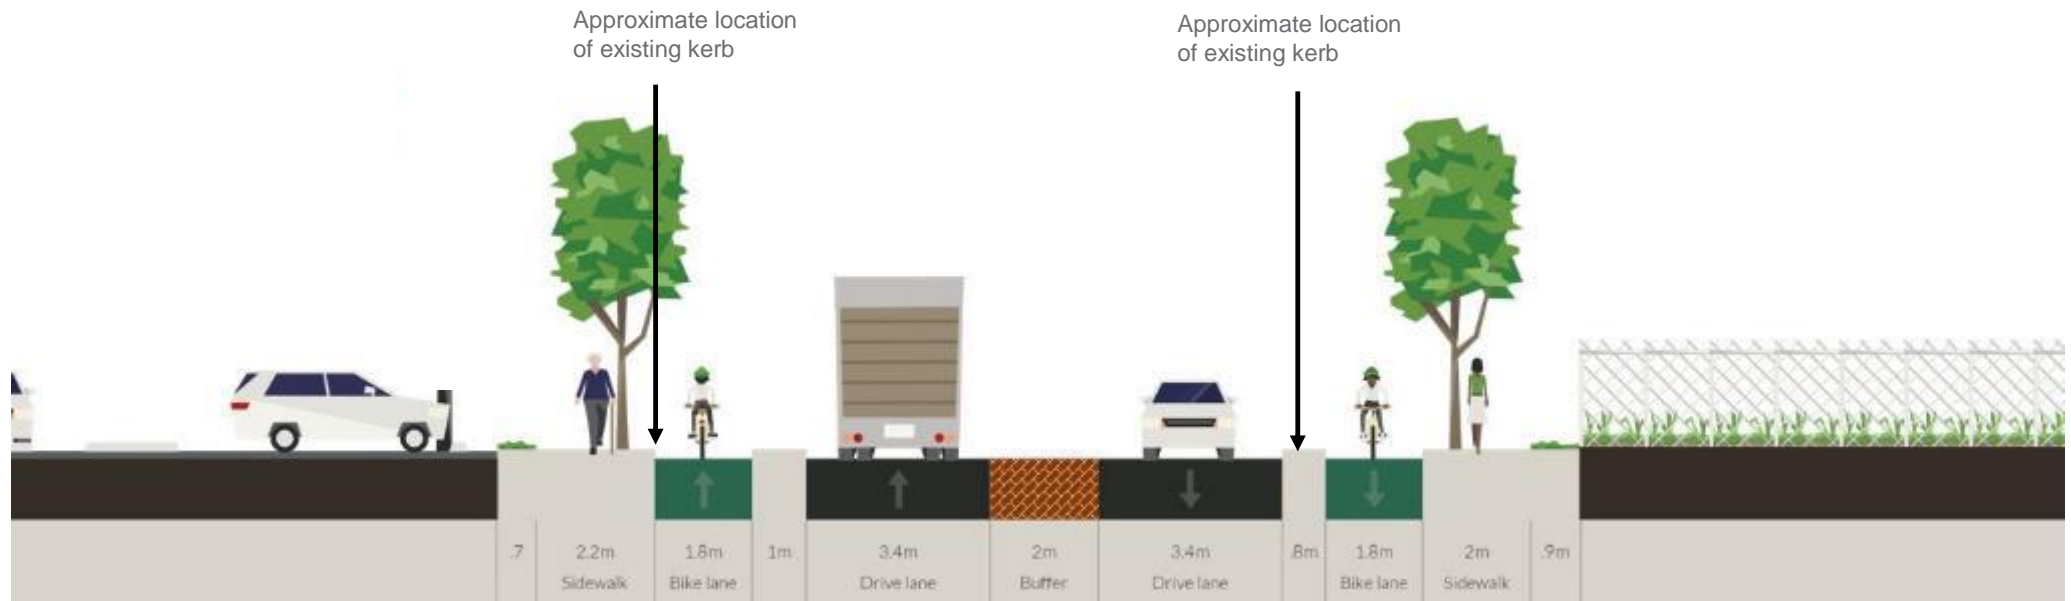 Approximate location
of existing kerb
Approximate location
of existing kerb
.7
2.2m
1.8m
1m
3.4m
2m
3.4m
.8m
1.8m
2m
.9m
Sidewalk
Bike lane
Drive lane
Buffer
Drive lane
Bike lane
Sidewalk